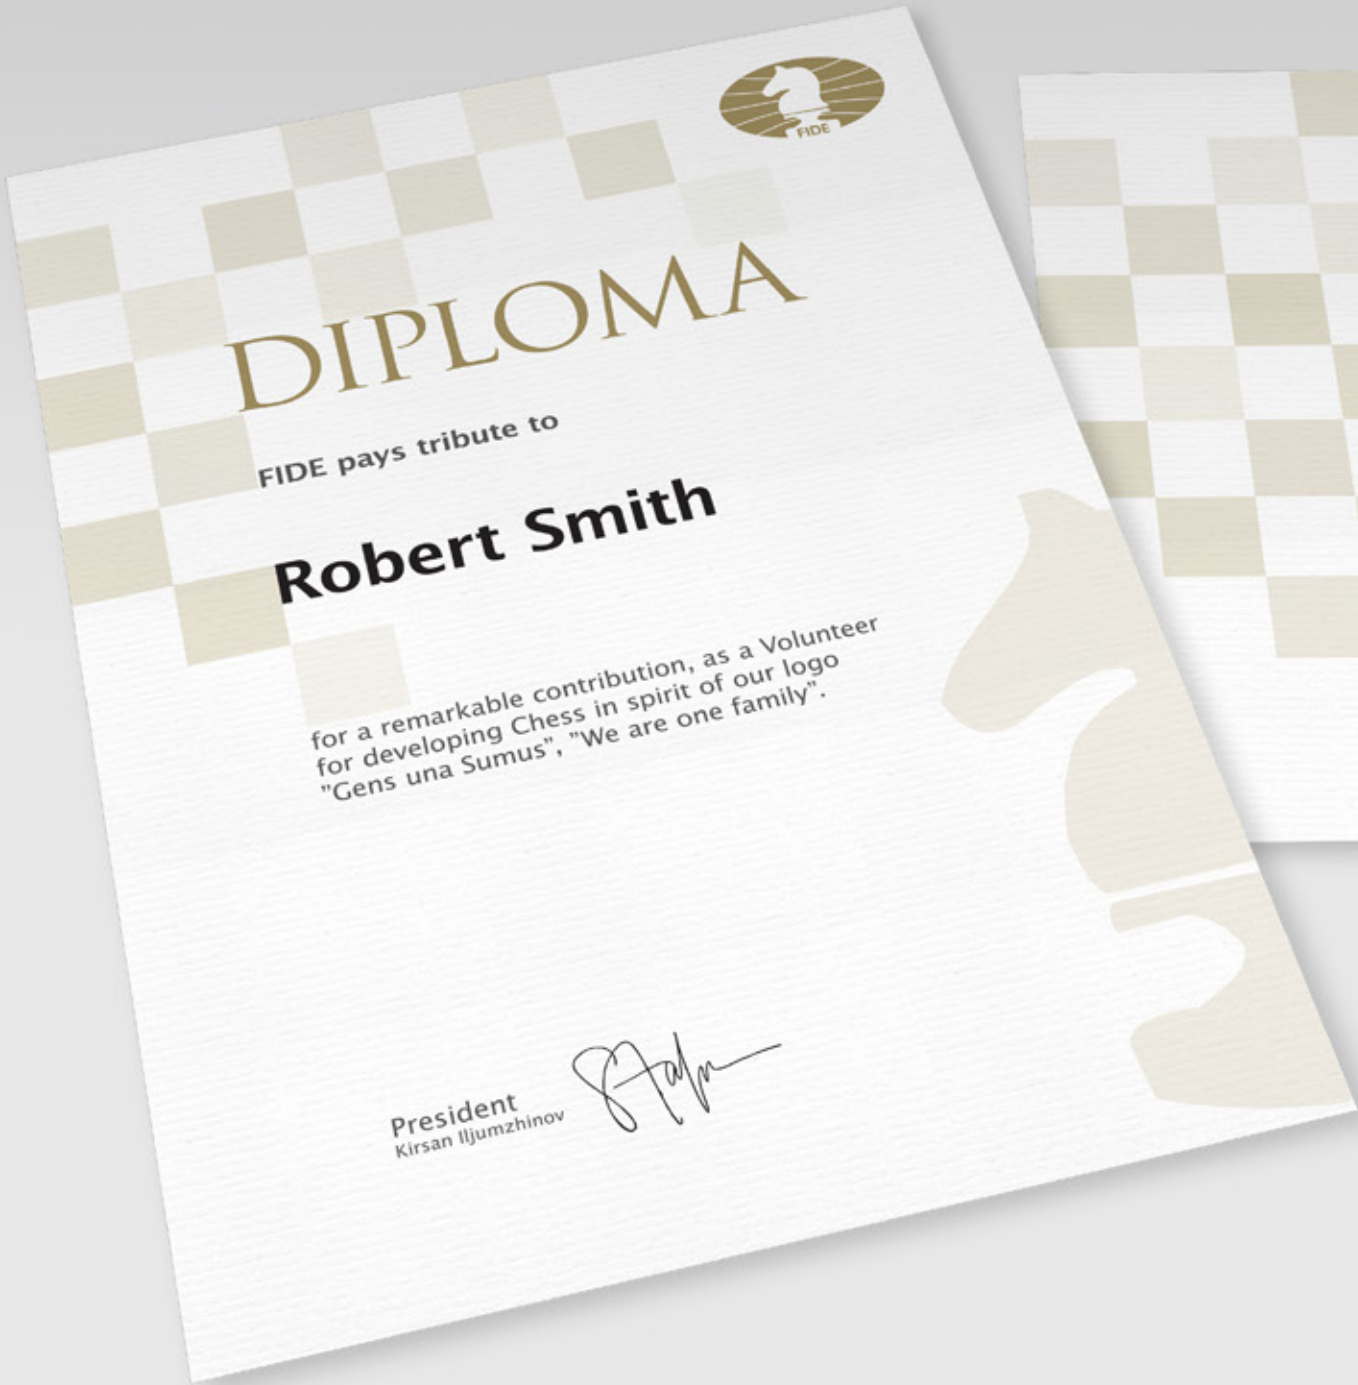 FIDE
DIPLOMA
FIDE pays tribute to
Robert Smith
for a remarkable contribution, as a Volunteer
for developing Chess in spirit of our logo
"Gens una Sumus", "We are one family".
President
Kirsan Iljumzhinov